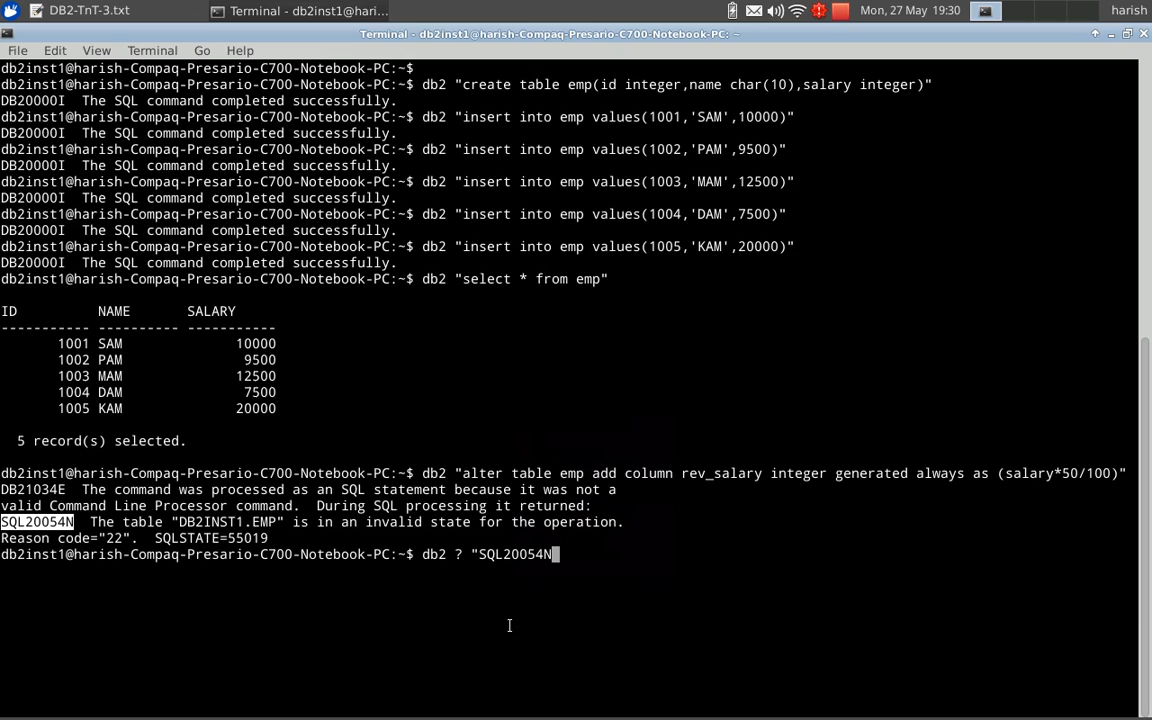 DB2-TnT-3.txt
Terminal - db2inst1@hari...
Mon, 27 May 19:30
harish
Terminal - db2inst1@harish-Compaq-Presario-C700-Notebook-PC: ~
File Edit View Terminal Go Help
db2inst1@harish-Compaq-Presario-C700-Notebook-PC:~$
db2inst1@harish-Compaq-Presario-C700-Notebook-PC:~$ db2 "create table emp(id integer,name char(10),salary integer)"
DB20000I  The SQL command completed successfully.
db2inst1@harish-Compaq-Presario-C700-Notebook-PC:~$ db2 "insert into emp values(1001,'SAM',10000)"
DB20000I  The SQL command completed successfully.
db2inst1@harish-Compaq-Presario-C700-Notebook-PC:~$ db2 "insert into emp values(1002,'PAM',9500)"
DB20000I  The SQL command completed successfully.
db2inst1@harish-Compaq-Presario-C700-Notebook-PC:~$ db2 "insert into emp values(1003,'MAM',12500)"
DB20000I  The SQL command completed successfully.
db2inst1@harish-Compaq-Presario-C700-Notebook-PC:~$ db2 "insert into emp values(1004,'DAM',7500)"
DB20000I  The SQL command completed successfully.
db2inst1@harish-Compaq-Presario-C700-Notebook-PC:~$ db2 "insert into emp values(1005,'KAM',20000)"
DB20000I  The SQL command completed successfully.
db2inst1@harish-Compaq-Presario-C700-Notebook-PC:~$ db2 "select * from emp"
ID          NAME       SALARY
----------- ---------- -----------
       1001 SAM              10000
       1002 PAM               9500
       1003 MAM              12500
       1004 DAM               7500
       1005 KAM              20000
  5 record(s) selected.
db2inst1@harish-Compaq-Presario-C700-Notebook-PC:~$ db2 "alter table emp add column rev_salary integer generated always as (salary*50/100)"
DB21034E  The command was processed as an SQL statement because it was not a
valid Command Line Processor command.  During SQL processing it returned:
SQL20054N  The table "DB2INST1.EMP" is in an invalid state for the operation.
Reason code="22".  SQLSTATE=55019
db2inst1@harish-Compaq-Presario-C700-Notebook-PC:~$ db2 ? "SQL20054N